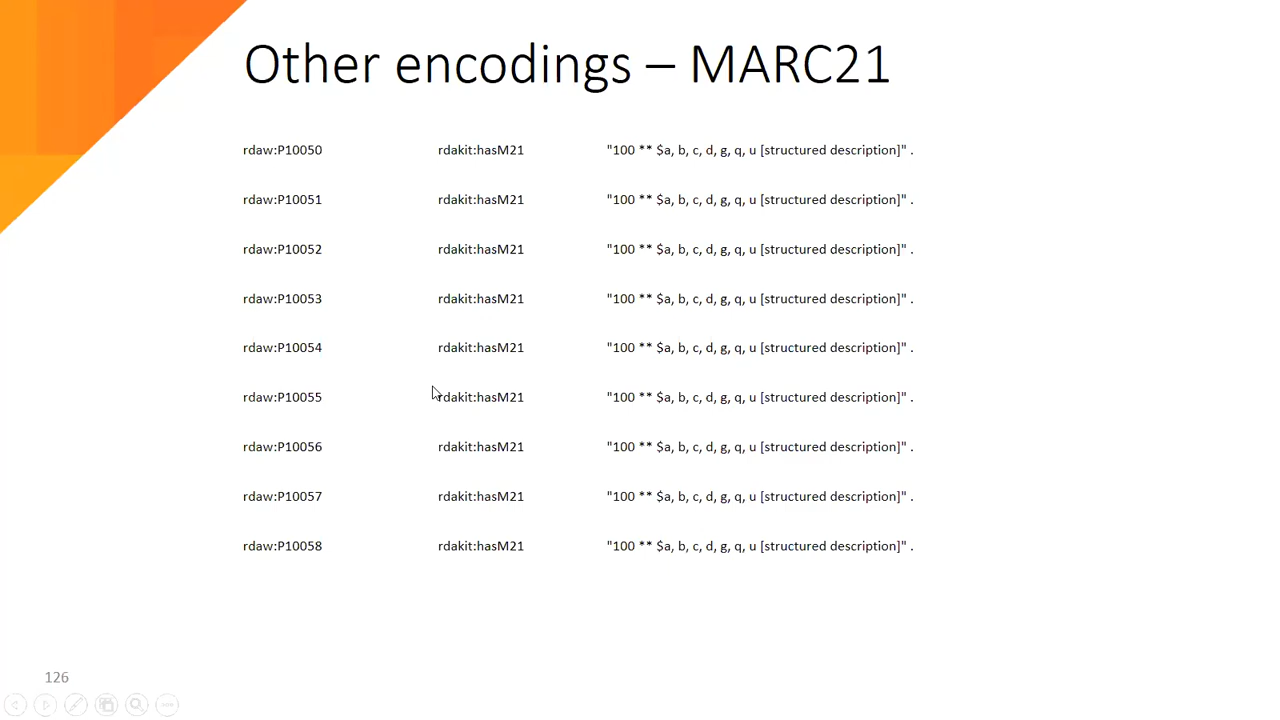 Other encodings – MARC21
rdaw:P10050 rdakit:hasM21 "100 ** $a, b, c, d, g, q, u [structured description]" .
rdaw:P10051 rdakit:hasM21 "100 ** $a, b, c, d, g, q, u [structured description]" .
rdaw:P10052 rdakit:hasM21 "100 ** $a, b, c, d, g, q, u [structured description]" .
rdaw:P10053 rdakit:hasM21 "100 ** $a, b, c, d, g, q, u [structured description]" .
rdaw:P10054 rdakit:hasM21 "100 ** $a, b, c, d, g, q, u [structured description]" .
rdaw:P10055 rdakit:hasM21 "100 ** $a, b, c, d, g, q, u [structured description]" .
rdaw:P10056 rdakit:hasM21 "100 ** $a, b, c, d, g, q, u [structured description]" .
rdaw:P10057 rdakit:hasM21 "100 ** $a, b, c, d, g, q, u [structured description]" .
rdaw:P10058 rdakit:hasM21 "100 ** $a, b, c, d, g, q, u [structured description]" .
126